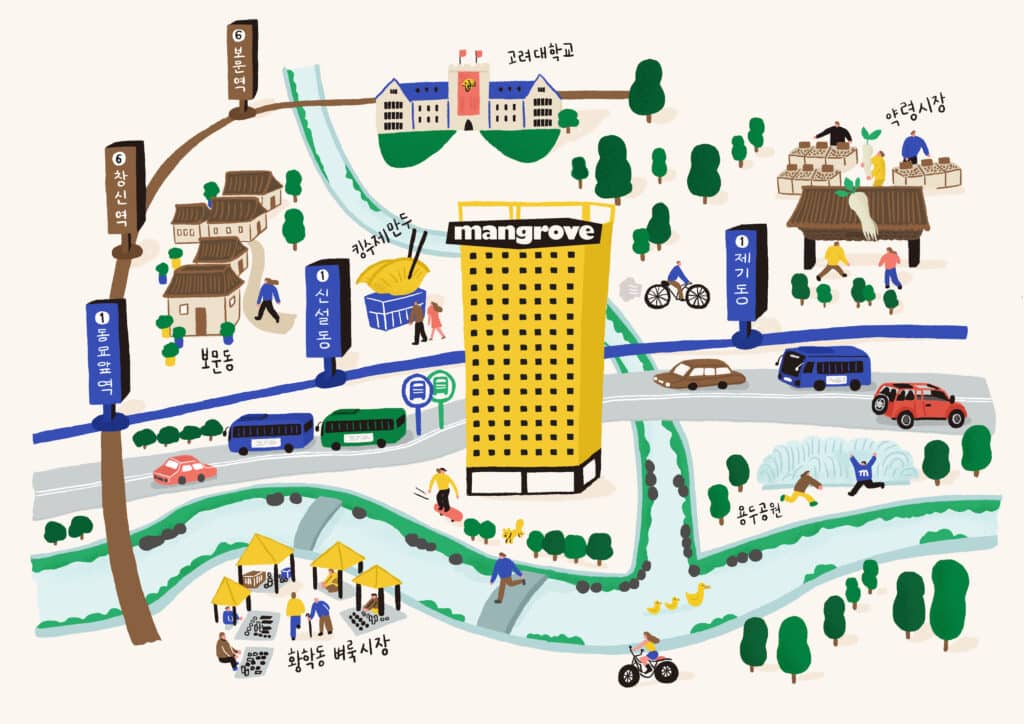 6
보문역
고려대학교
약령시장
6
창신역
킹수제만두
mangrove
1
제기동
1
신설동
1
동묘앞역
보문동
m
용두공원
황학동 벼룩시장